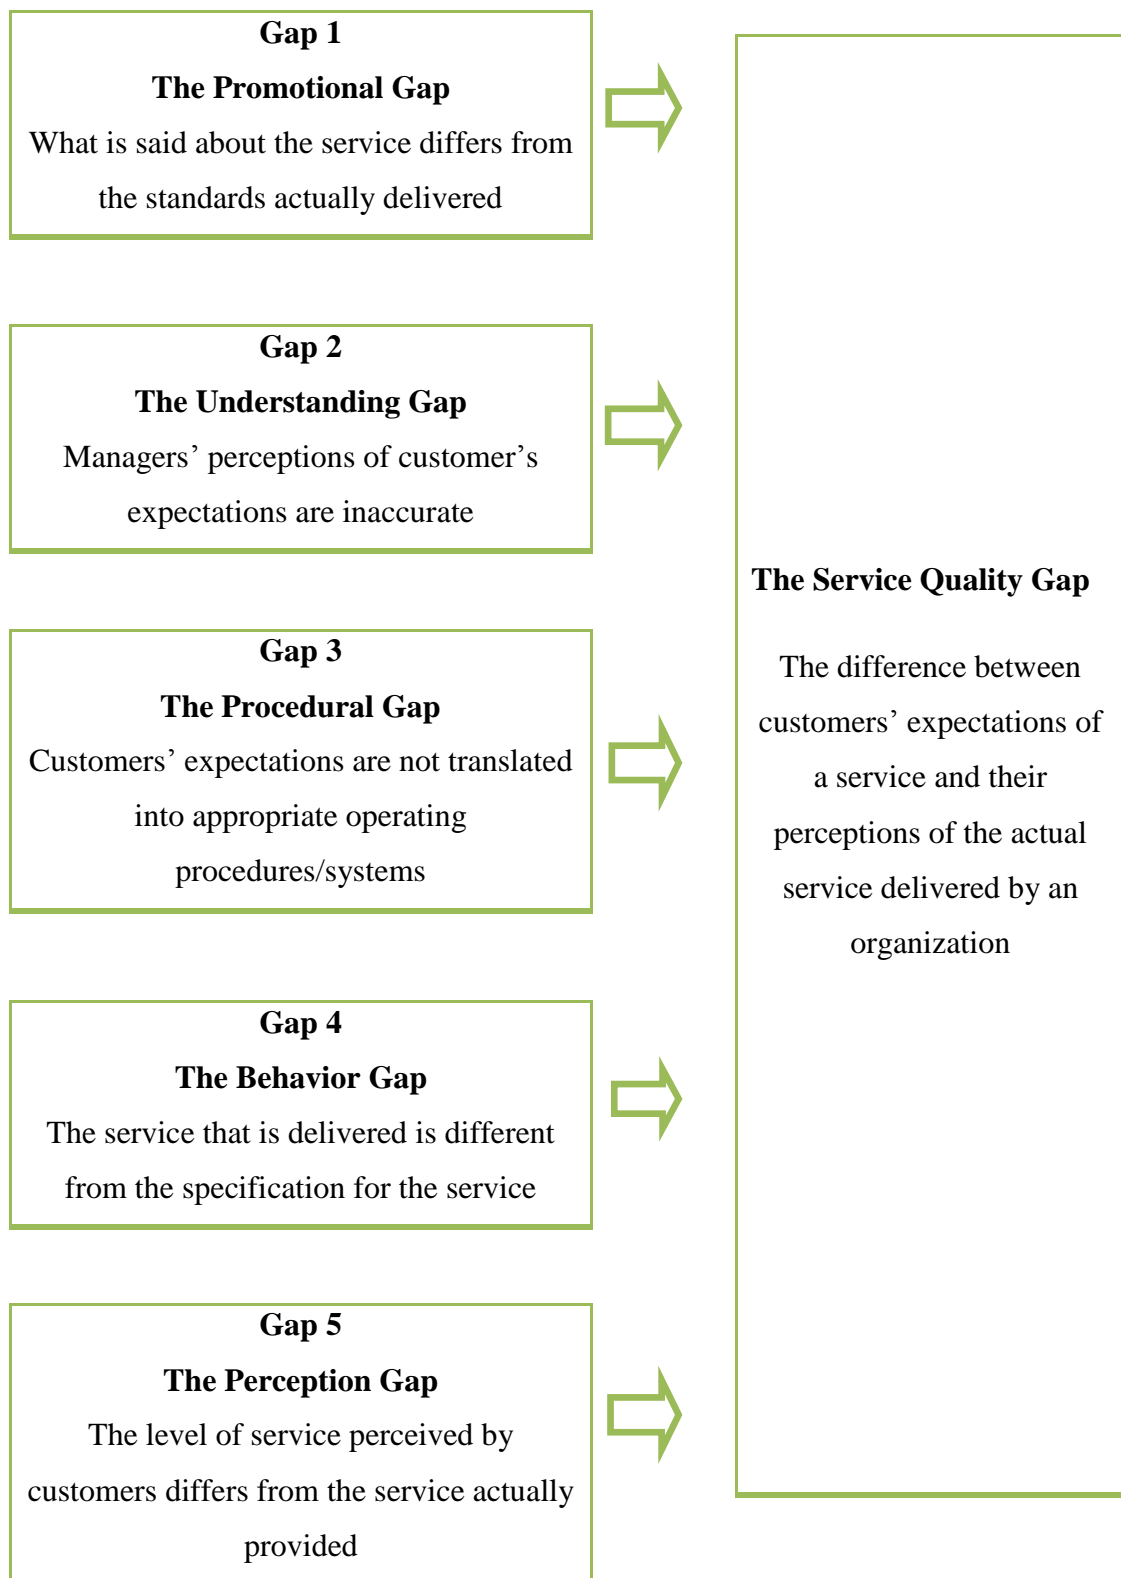 Gap 1
The Promotional Gap
What is said about the service differs from
the standards actually delivered
Gap 2
The Understanding Gap
Managers’ perceptions of customer’s
expectations are inaccurate
Gap 3
The Procedural Gap
Customers’ expectations are not translated
into appropriate operating
procedures/systems
Gap 4
The Behavior Gap
The service that is delivered is different
from the specification for the service
Gap 5
The Perception Gap
The level of service perceived by
customers differs from the service actually
provided
The Service Quality Gap
The difference between
customers’ expectations of
a service and their
perceptions of the actual
service delivered by an
organization